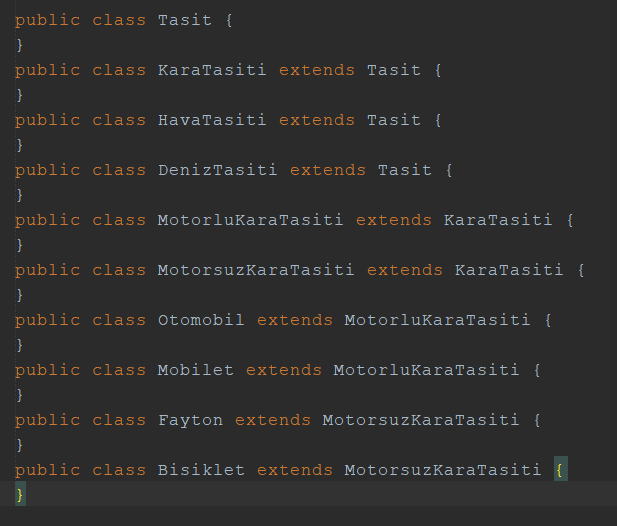 public class Tasit {
}
public class KaraTasiti extends Tasit {
}
public class HavaTasiti extends Tasit {
}
public class DenizTasiti extends Tasit {
}
public class MotorluKaraTasiti extends KaraTasiti {
}
public class MotorsuzKaraTasiti extends KaraTasiti {
}
public class Otomobil extends MotorluKaraTasiti {
}
public class Mobilet extends MotorluKaraTasiti {
}
public class Fayton extends MotorsuzKaraTasiti {
}
public class Bisiklet extends MotorsuzKaraTasiti {
}